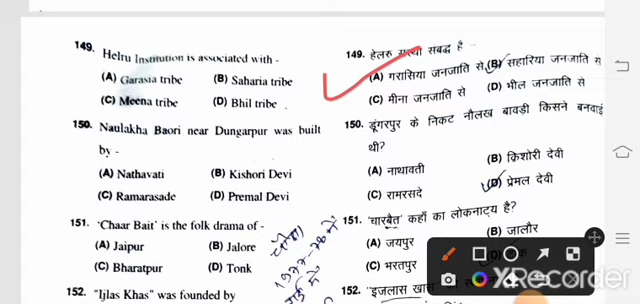 149. Helru Institution is associated with -
(A) Garasia tribe (B) Saharia tribe
(C) Meena tribe (D) Bhil tribe
150. Naulakha Baori near Dungarpur was built
by -
(A) Nathavati (B) Kishori Devi
(C) Ramarasade (D) Premal Devi
151. 'Chaar Bait' is the folk drama of -
(A) Jaipur (B) Jalore
(C) Bharatpur (D) Tonk
152. "Ijlas Khas" was founded by
149. हेलरु संस्था संबद्ध है -
(A) गरासिया जनजाति से (B) सहारिया जनजाति से
(C) मीना जनजाति से (D) भील जनजाति से
150. डूंगरपुर के निकट नौलख बावड़ी किसने बनवाई
थी?
(A) नाथावती (B) किशोरी देवी
(C) रामरसदे (D) प्रेमल देवी
151. 'चारबैत' कहाँ का लोकनाट्य है?
(A) जयपुर (B) जालौर
(C) भरतपुर
152. "इजलास खास"
XRecorder